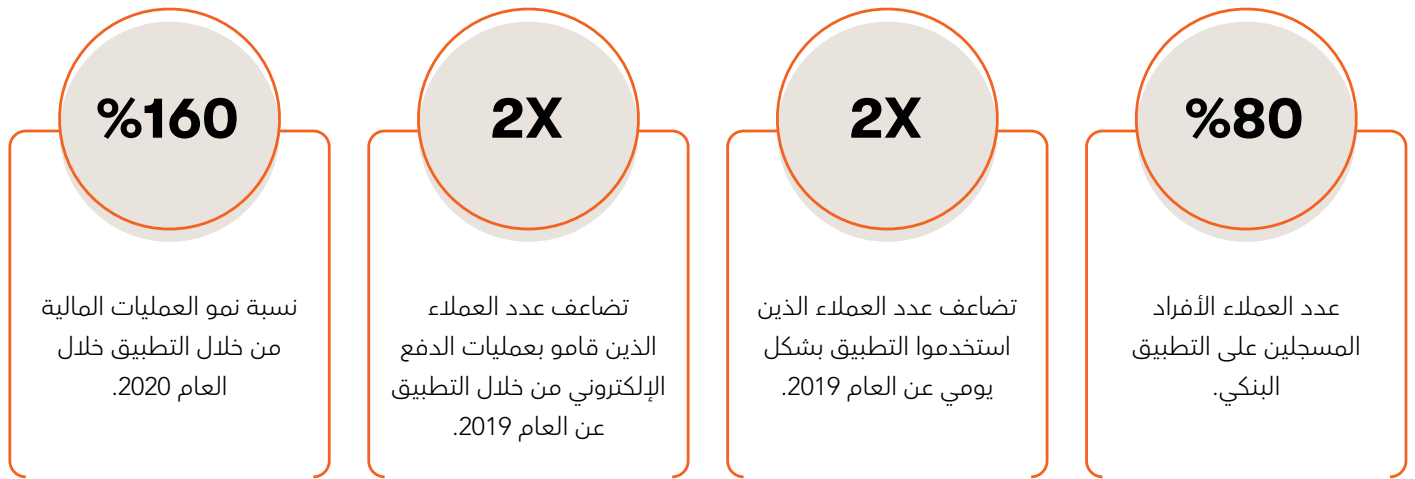 %80
عدد العملاء الأفراد
المسجلين على التطبيق
البنكي.
2X
تضاعف عدد العملاء الذين
استخدموا التطبيق بشكل
يومي عن العام 2019.
2X
تضاعف عدد العملاء
الذين قامو بعمليات الدفع
الإلكتروني من خلال التطبيق
عن العام 2019.
%160
نسبة نمو العمليات المالية
من خلال التطبيق خلال
العام 2020.